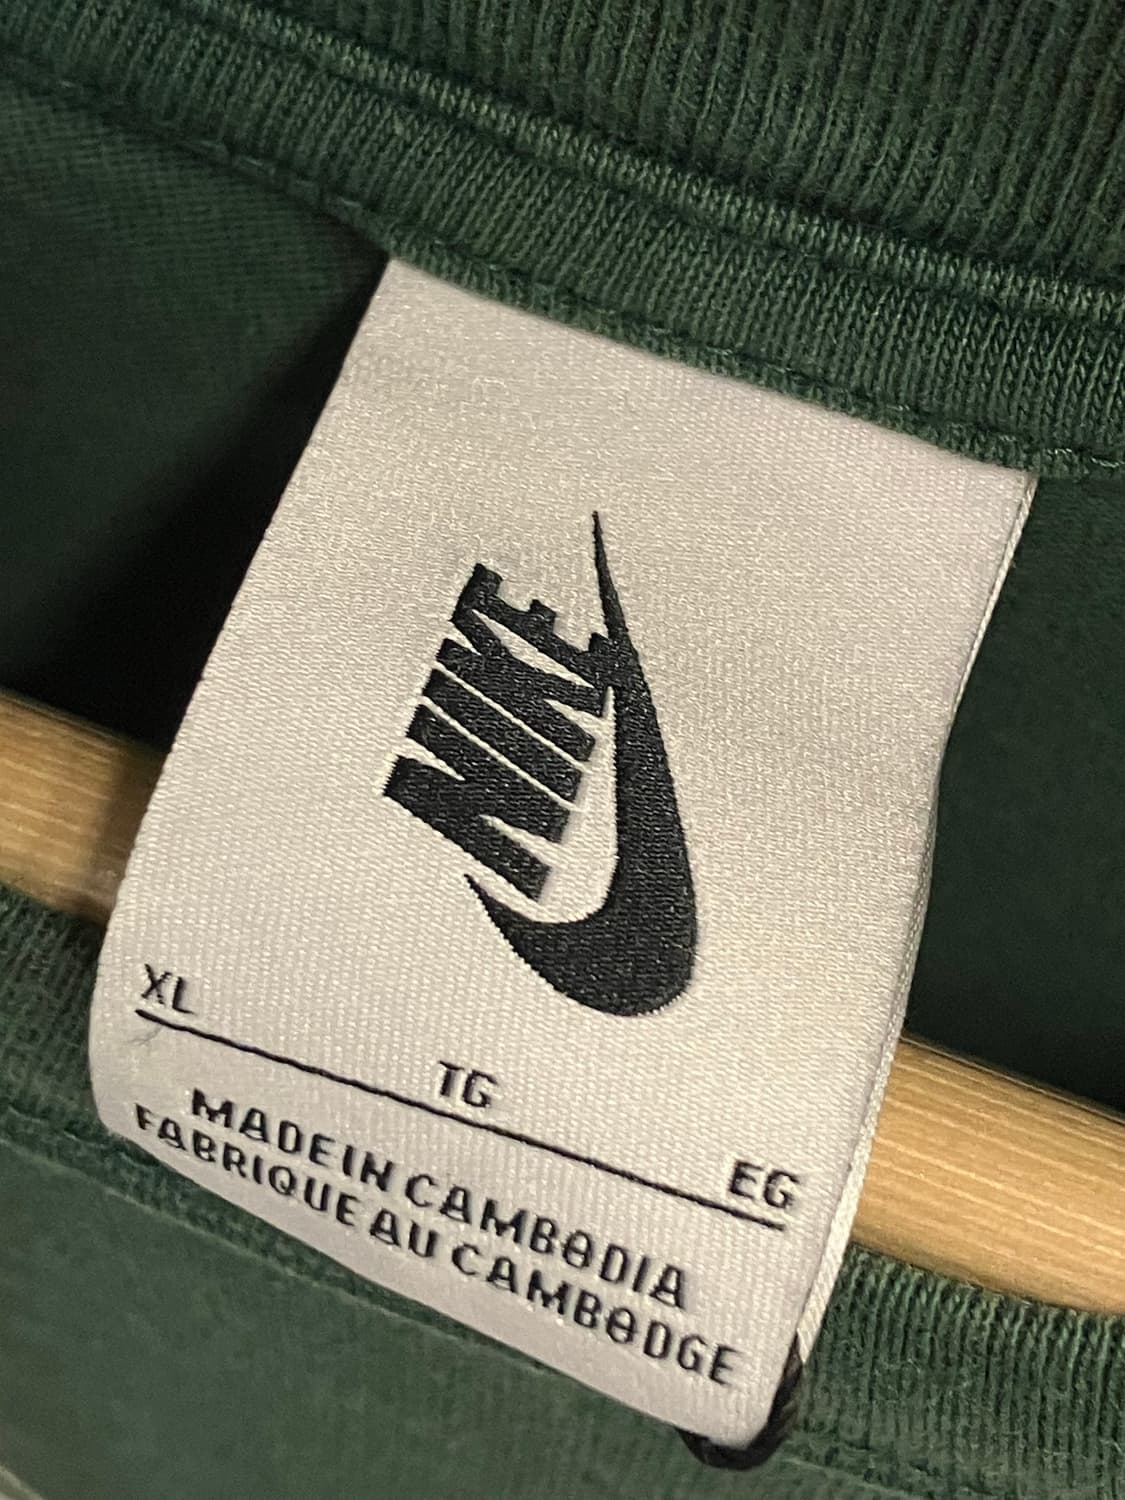 NIKE
XL TG EG
MADE IN CAMBODIA
FABRIQUE AU CAMBODGE